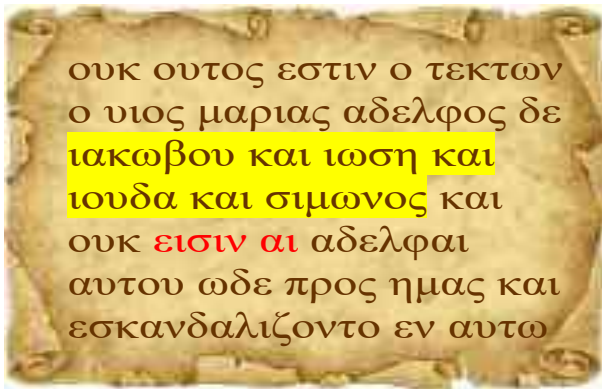 ουκ ουτος εστιν ο τεκτων
ο υιος μαριας αδελφος δε
ιακωβου και ιωση και
ιουδα και σιμωνος και
ουκ εισιν αι αδελφαι
αυτου ωδε προς ημας και
εσκανδαλιζοντο εν αυτω